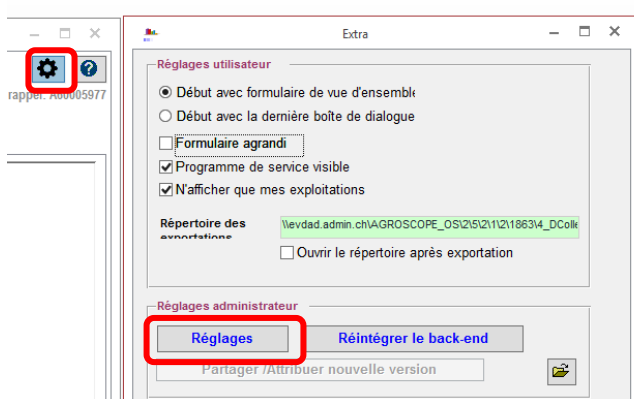 Extra
rappel: A60005977
Réglages utilisateur
Début avec formulaire de vue d'ensemble
Début avec la dernière boîte de dialogue
Formulaire agrandi
Programme de service visible
N'afficher que mes exploitations
Répertoire des
exportations
\\evdad.admin.ch\AGROSCOPE_OS\2\5\2\1\2\1863\4_DColle
Ouvrir le répertoire après exportation
Réglages administrateur
Réglages
Réintégrer le back-end
Partager /Attribuer nouvelle version